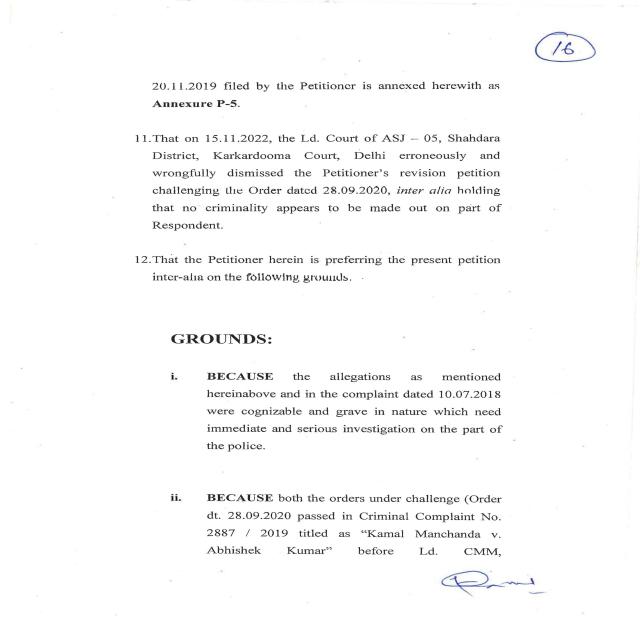 16
20.11.2019 filed by the Petitioner is annexed herewith as
Annexure P-5.
11.That on 15.11.2022, the Ld. Court of ASJ – 05, Shahdara
District, Karkardooma Court, Delhi erroneously and
wrongfully dismissed the Petitioner's revision petition
challenging the Order dated 28.09.2020, inter alia holding
that no criminality appears to be made out on part of
Respondent.
12.That the Petitioner herein is preferring the present petition
inter-alia on the following grounds.
GROUNDS:
i. BECAUSE the allegations as mentioned
hereinabove and in the complaint dated 10.07.2018
were cognizable and grave in nature which need
immediate and serious investigation on the part of
the police.
ii. BECAUSE both the orders under challenge (Order
dt. 28.09.2020 passed in Criminal Complaint No.
2887 / 2019 titled as “Kamal Manchanda v.
Abhishek Kumar” before Ld. CMM,